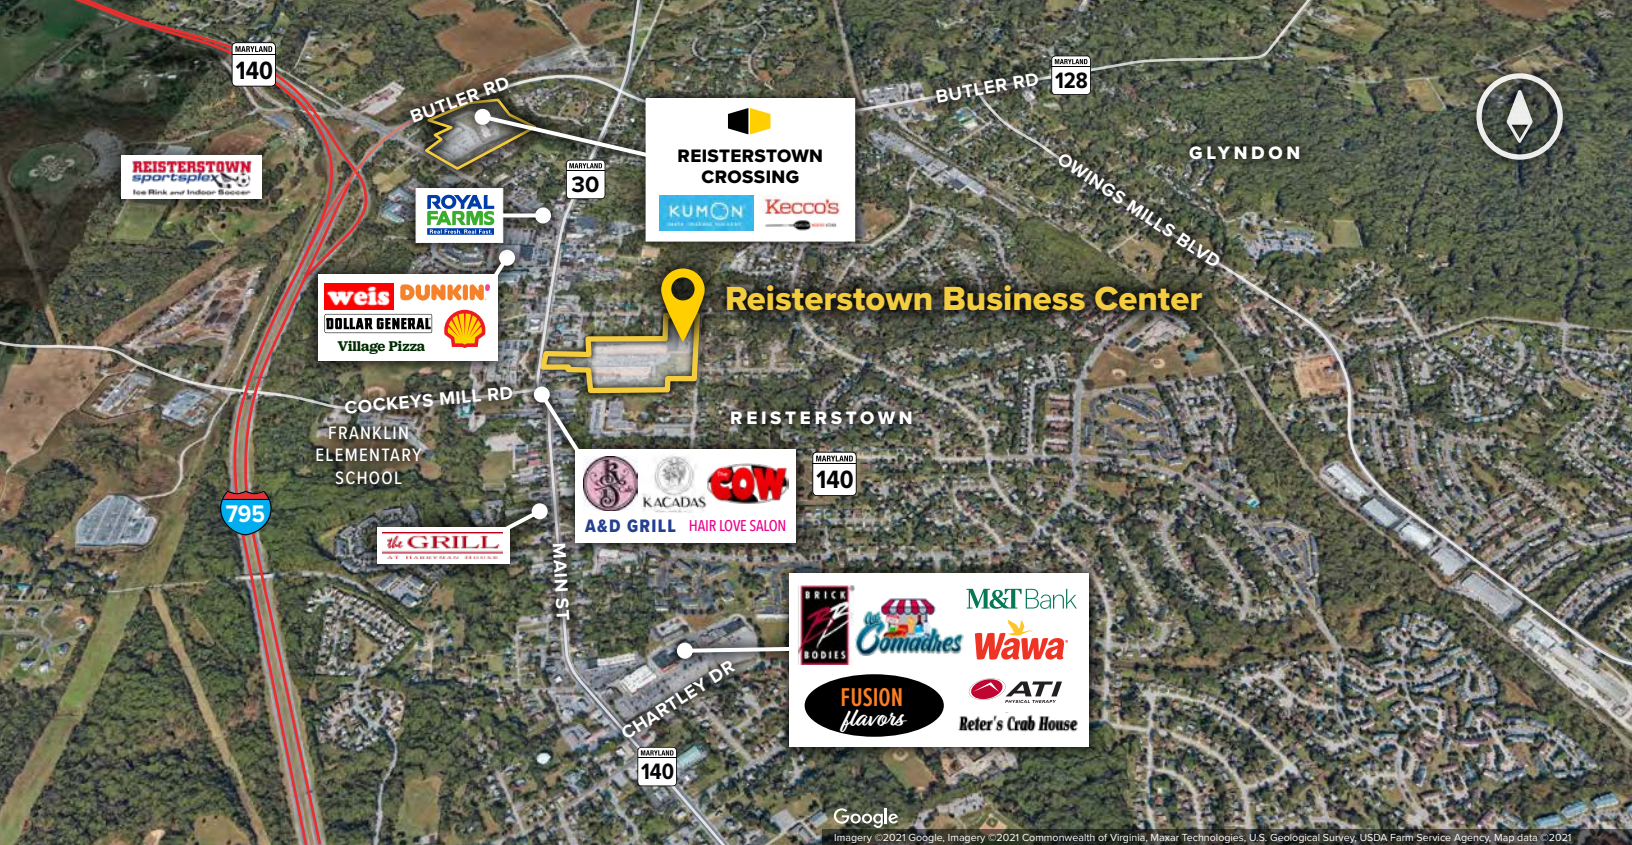 MARYLAND
140
BUTLER RD
MARYLAND
128
BUTLER RD
GLYNDON
OWINGS MILLS BLVD
REISTERSTOWN
sportsplex
Ice Rink and Indoor Soccer
REISTERSTOWN
CROSSING
KUMON
Kecco's
MARYLAND
30
ROYAL
FARMS
Real Fresh. Real Fast.
weis
DUNKIN'
DOLLAR GENERAL
Village Pizza
Reisterstown Business Center
COCKEYS MILL RD
FRANKLIN
ELEMENTARY
SCHOOL
REISTERSTOWN
MARYLAND
140
KACADAS
The
COW
A&D GRILL
HAIR LOVE SALON
795
the GRILL
AT HARRYMAN HOUSE
MAIN ST
BRICK
BODIES
Las
Comadres
M&T Bank
Wawa
FUSION
flavors
ATI
PHYSICAL THERAPY
Reter's Crab House
CHARTLEY DR
MARYLAND
140
Google
Imagery ©2021 Google, Imagery ©2021 Commonwealth of Virginia, Maxar Technologies, U.S. Geological Survey, USDA Farm Service Agency, Map data ©2021